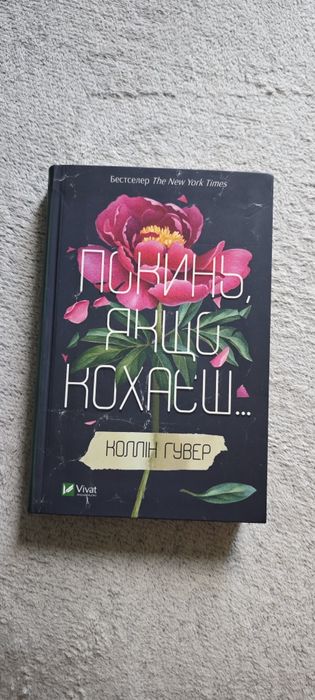 Бестселер The New York Times
ПОКИНЬ,
ЯКЩО
КОХАЄШ...
КОЛЛІН ГУВЕР
Vivat